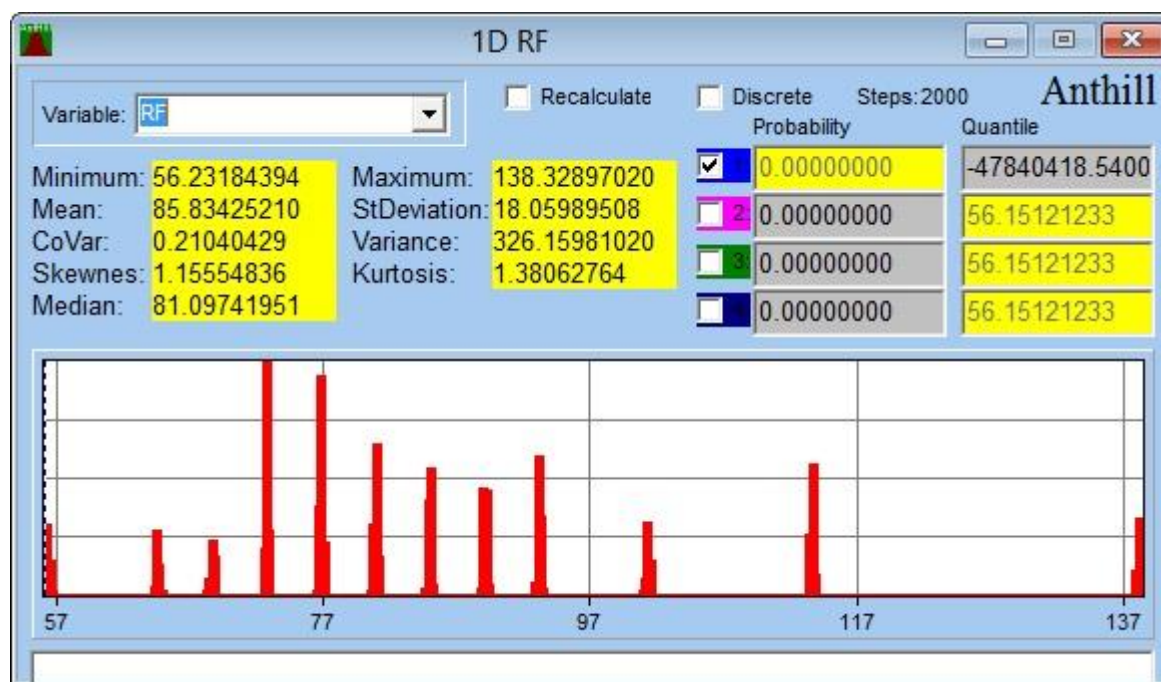 1D RF
Variable: RF
Recalculate
Discrete Steps:2000 Anthill
Probability Quantile
Minimum: 56.23184394 Maximum: 138.32897020 0.00000000 -47840418.5400
Mean: 85.83425210 StDeviation: 18.05989508 2: 0.00000000 56.15121233
CoVar: 0.21040429 Variance: 326.15981020 3: 0.00000000 56.15121233
Skewnes: 1.15554836 Kurtosis: 1.38062764 0.00000000 56.15121233
Median: 81.09741951
57 77 97 117 137